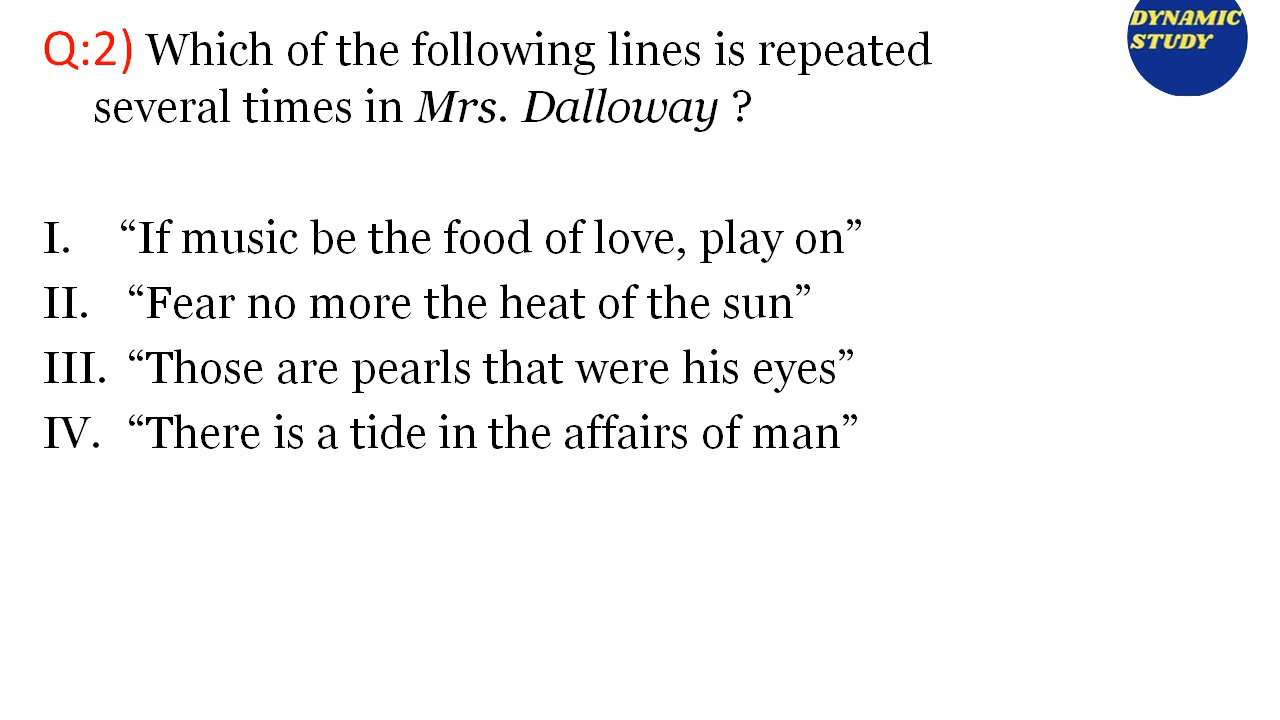 DYNAMIC
STUDY
Q:2) Which of the following lines is repeated
several times in Mrs. Dalloway ?
I. “If music be the food of love, play on”
II. “Fear no more the heat of the sun”
III. “Those are pearls that were his eyes”
IV. “There is a tide in the affairs of man”